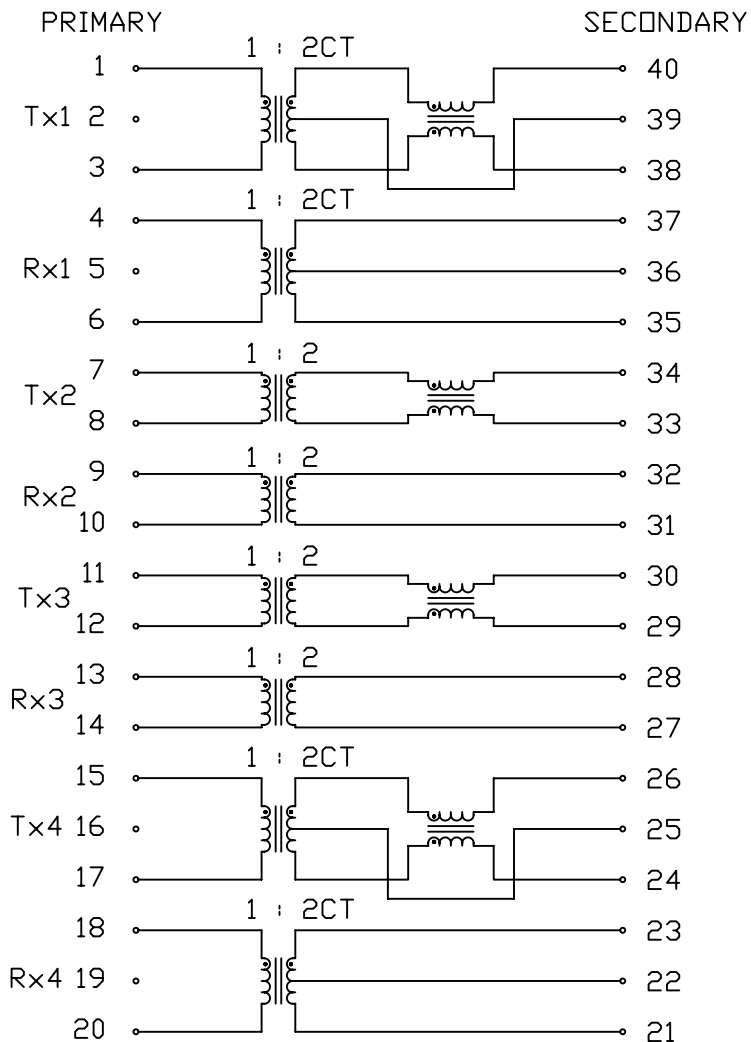 PRIMARY SECONDARY
1 : 2CT
1 40
Tx1 2 39
3 38
1 : 2CT
4 37
Rx1 5 36
6 35
1 : 2
7 34
Tx2
8 33
1 : 2
9 32
Rx2
10 31
1 : 2
11 30
Tx3
12 29
1 : 2
13 28
Rx3
14 27
1 : 2CT
15 26
Tx4 16 25
17 24
1 : 2CT
18 23
Rx4 19 22
20 21